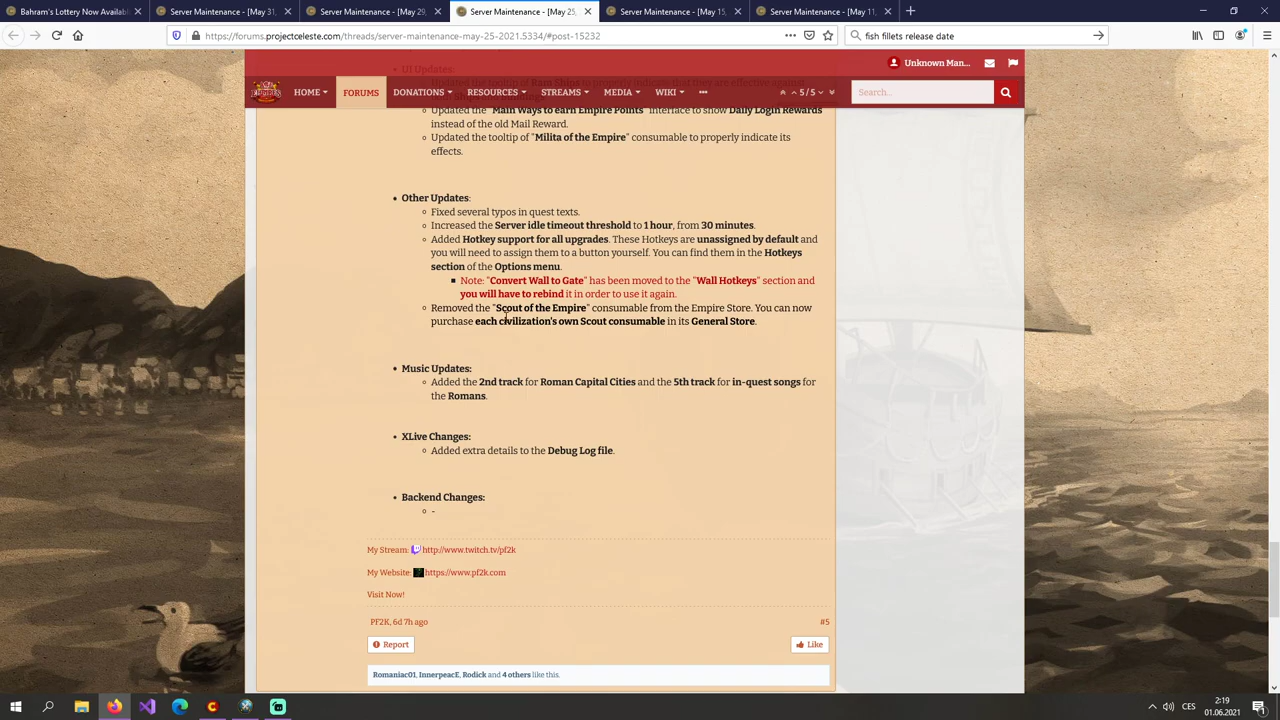 Bahram's Lottery Now Availabl
Server Maintenance - [May 31,
Server Maintenance - [May 29,
Server Maintenance - [May 25,
Server Maintenance - [May 15,
Server Maintenance - [May 11,
https://forums.projectceleste.com/threads/server-maintenance-may-25-2021.5334/#post-15232
fish fillets release date
Unknown Man...
HOME
FORUMS
DONATIONS
RESOURCES
STREAMS
MEDIA
WIKI
5 / 5
Search...
UI Updates:
Updated the "Main Ways to earn Empire Points" interface to show Daily Login Rewards
instead of the old Mail Reward.
Updated the tooltip of "Milita of the Empire" consumable to properly indicate its
effects.
Other Updates:
Fixed several typos in quest texts.
Increased the Server idle timeout threshold to 1 hour, from 30 minutes.
Added Hotkey support for all upgrades. These Hotkeys are unassigned by default and
you will need to assign them to a button yourself. You can find them in the Hotkeys
section of the Options menu.
Note: "Convert Wall to Gate" has been moved to the "Wall Hotkeys" section and
you will have to rebind it in order to use it again.
Removed the "Scout of the Empire" consumable from the Empire Store. You can now
purchase each civilization's own Scout consumable in its General Store.
Music Updates:
Added the 2nd track for Roman Capital Cities and the 5th track for in-quest songs for
the Romans.
XLive Changes:
Added extra details to the Debug Log file.
Backend Changes:
-
My Stream: http://www.twitch.tv/pf2k
My Website: https://www.pf2k.com
Visit Now!
PF2K, 6d 7h ago
#5
Report
Like
Romaniac01, InnerpeacE, Rodick and 4 others like this.
CES
2:19
01.06.2021